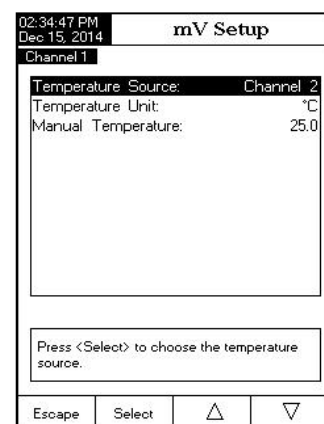 02:34:47 PM
Dec 15, 2014
mV Setup
Channel 1
Temperature Source: Channel 2
Temperature Unit: °C
Manual Temperature: 25.0
Press <Select> to choose the temperature
source.
Escape Select △ ▽